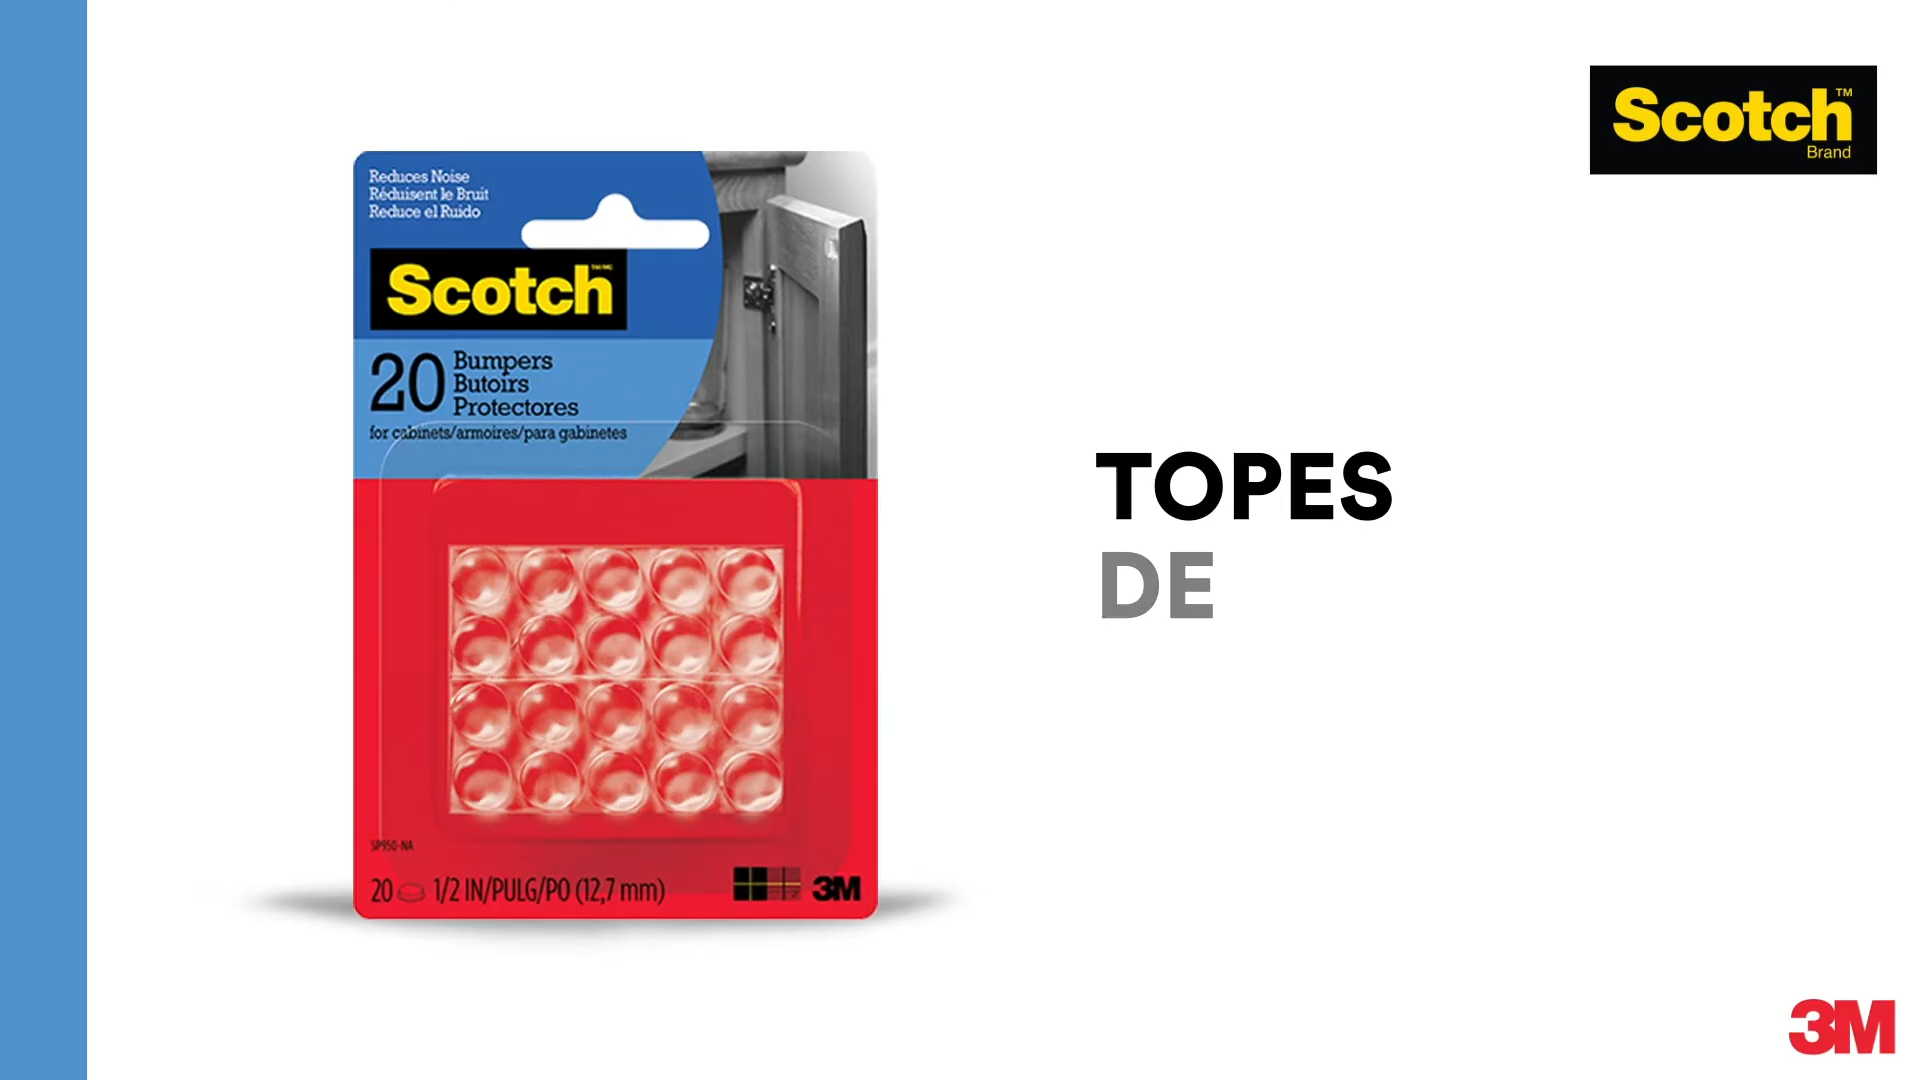 Scotch™
Brand
Reduces Noise
Réduisent le Bruit
Reduce el Ruido
Scotch
20 Bumpers
Butoirs
Protectores
for cabinets/armoires/para gabinetes
TOPES
DE
SP950-NA
20 1/2 IN/PULG/PO (12,7 mm)
3M
3M